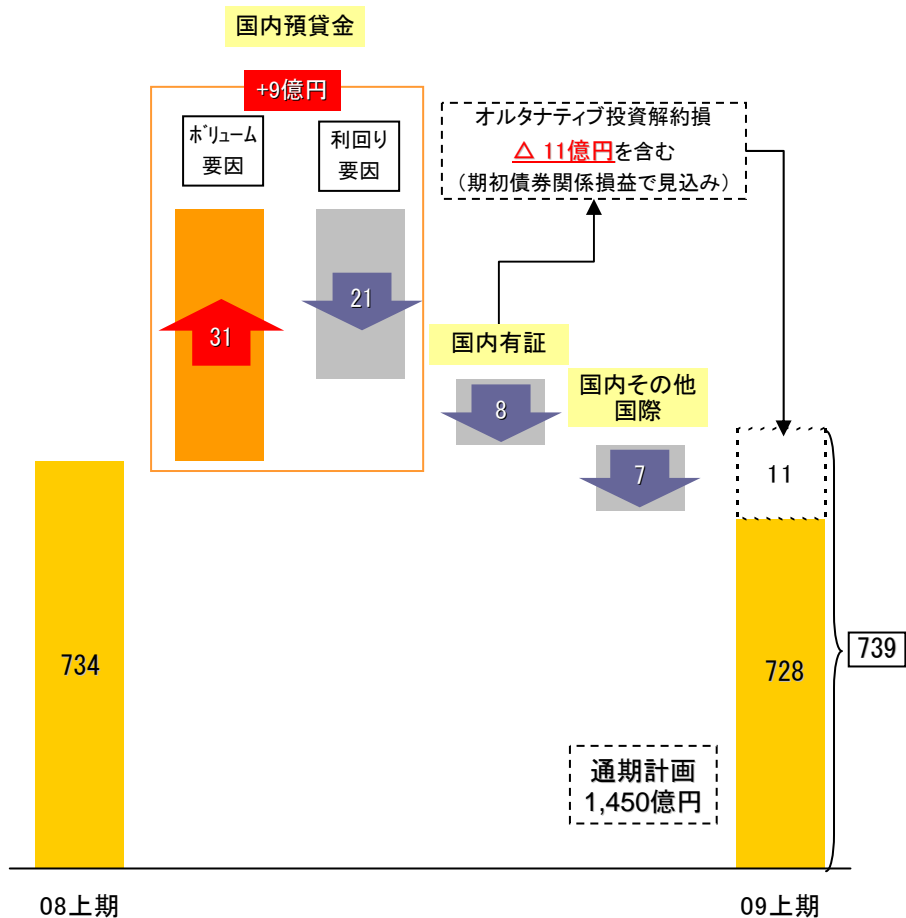 国内預貸金
+9億円
ボリューム
要因
利回り
要因
オルタナティブ投資解約損
△ 11億円を含む
（期初債券関係損益で見込み）
31
21
国内有証
8
国内その他
国際
7
11
734
728
739
通期計画
1,450億円
08上期
09上期